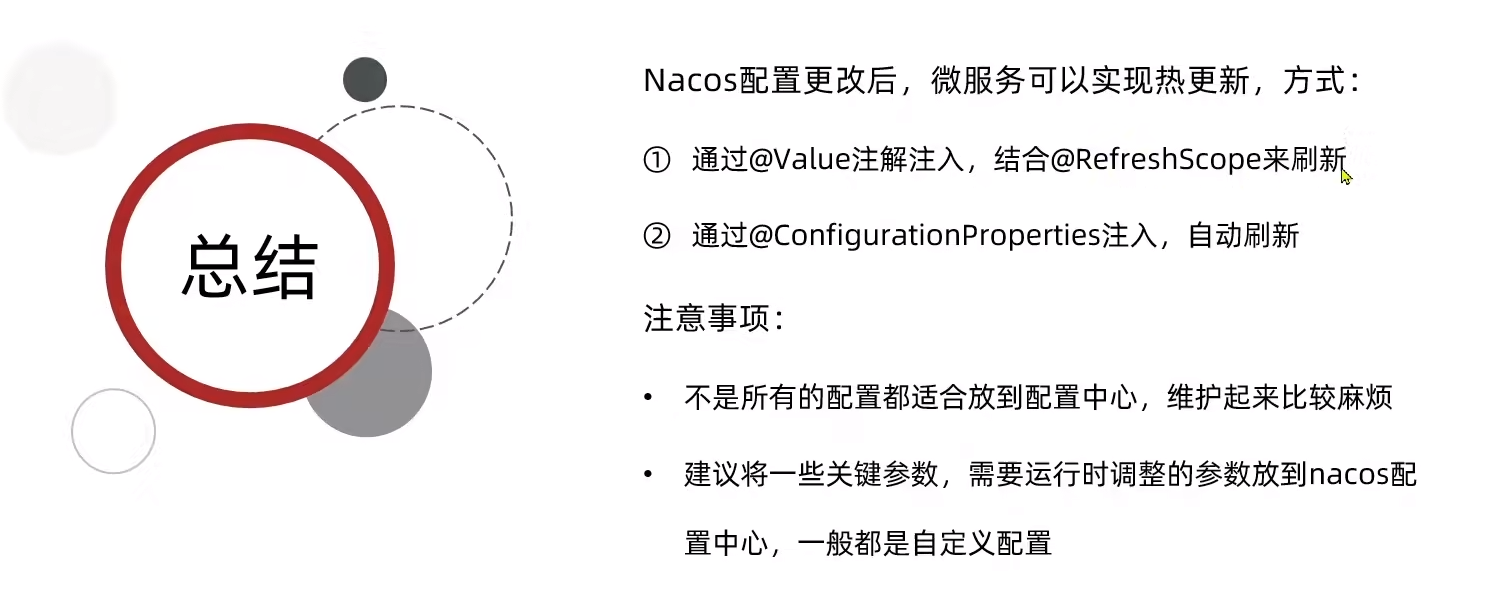 总结
Nacos配置更改后，微服务可以实现热更新，方式：
① 通过@Value注解注入，结合@RefreshScope来刷新
② 通过@ConfigurationProperties注入，自动刷新
注意事项：
• 不是所有的配置都适合放到配置中心，维护起来比较麻烦
• 建议将一些关键参数，需要运行时调整的参数放到nacos配
置中心，一般都是自定义配置